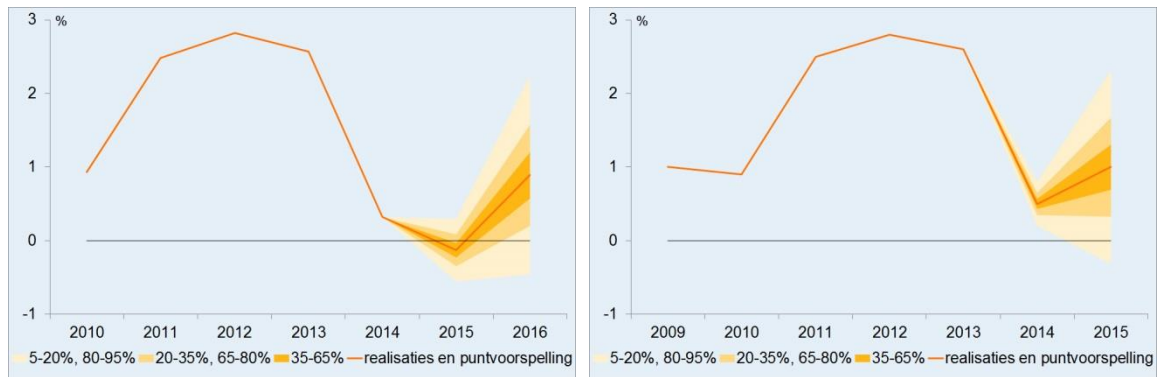 3 %
2
1
0
-1
2010 2011 2012 2013 2014 2015 2016
5-20%, 80-95% 20-35%, 65-80% 35-65% realisaties en puntvoorspelling
3 %
2
1
0
-1
2009 2010 2011 2012 2013 2014 2015
5-20%, 80-95% 20-35%, 65-80% 35-65% realisaties en puntvoorspelling